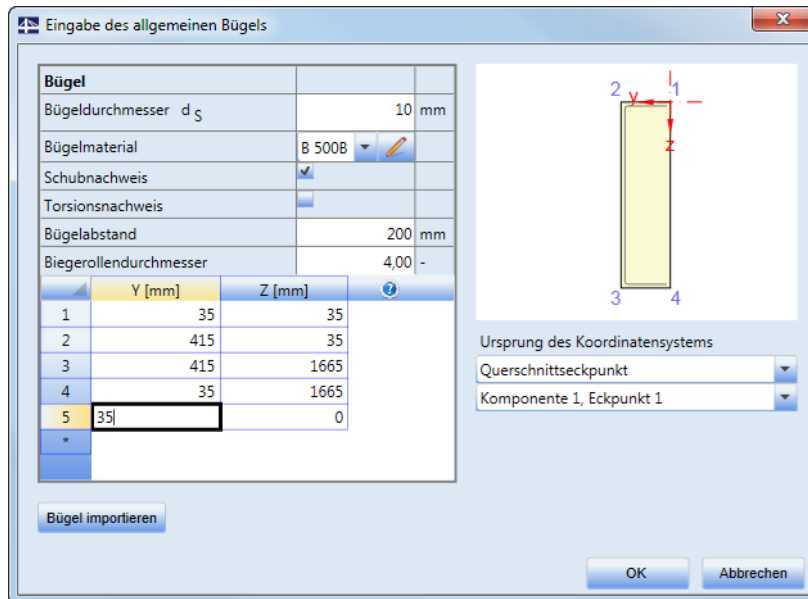 Eingabe des allgemeinen Bügels
Bügel
Bügeldurchmesser d S 10 mm
Bügelmaterial B 500B
Schubnachweis
Torsionsnachweis
Bügelabstand 200 mm
Biegerollendurchmesser 4,00 -
Y [mm] Z [mm] ?
1 35 35
2 415 35
3 415 1665
4 35 1665
5 35 0
*
Bügel importieren
2 y 1
z
3 4
Ursprung des Koordinatensystems
Querschnittseckpunkt
Komponente 1, Eckpunkt 1
OK Abbrechen